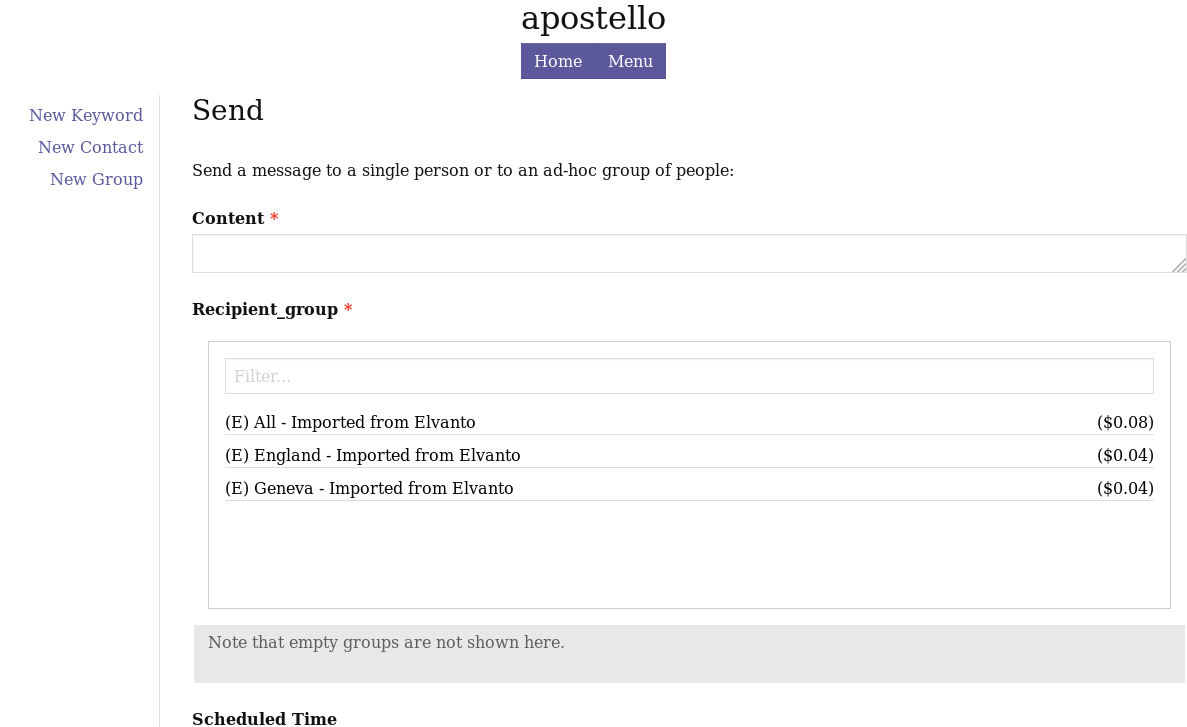 apostello
Home Menu
New Keyword
New Contact
New Group
Send
Send a message to a single person or to an ad-hoc group of people:
Content *
Recipient_group *
Filter...
(E) All - Imported from Elvanto ($0.08)
(E) England - Imported from Elvanto ($0.04)
(E) Geneva - Imported from Elvanto ($0.04)
Note that empty groups are not shown here.
Scheduled Time